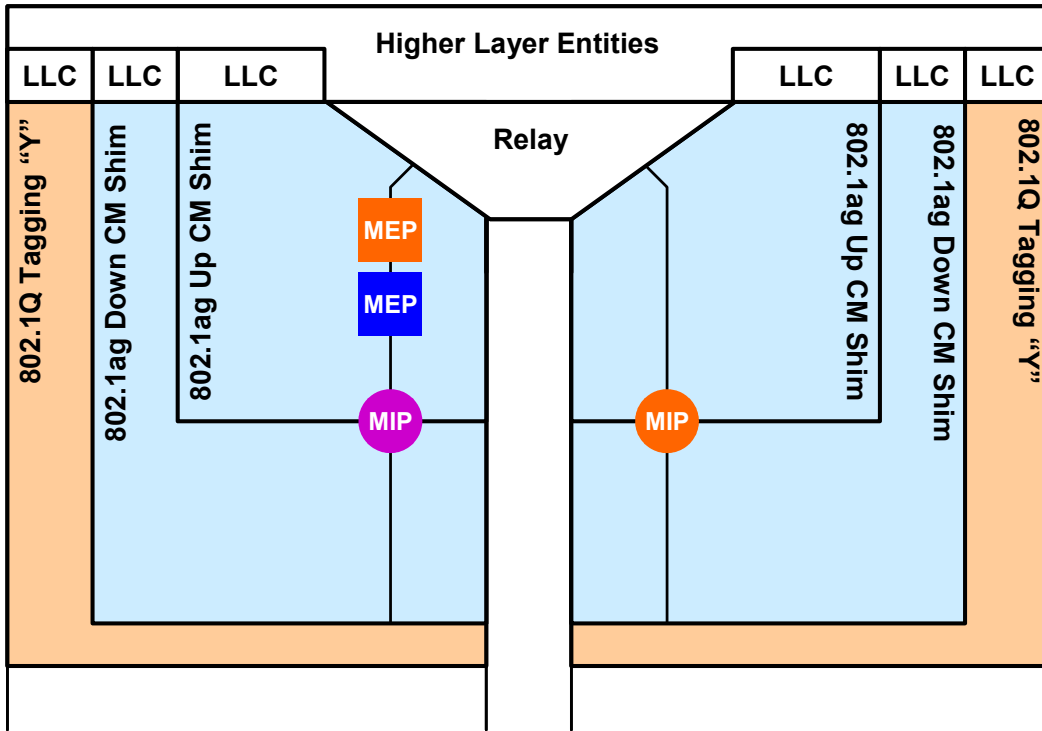 Higher Layer Entities
LLC
LLC
LLC
LLC
LLC
LLC
Relay
802.1Q Tagging “Y”
802.1ag Down CM Shim
802.1ag Up CM Shim
MEP
MEP
MIP
MIP
802.1ag Up CM Shim
802.1ag Down CM Shim
802.1Q Tagging “Y”